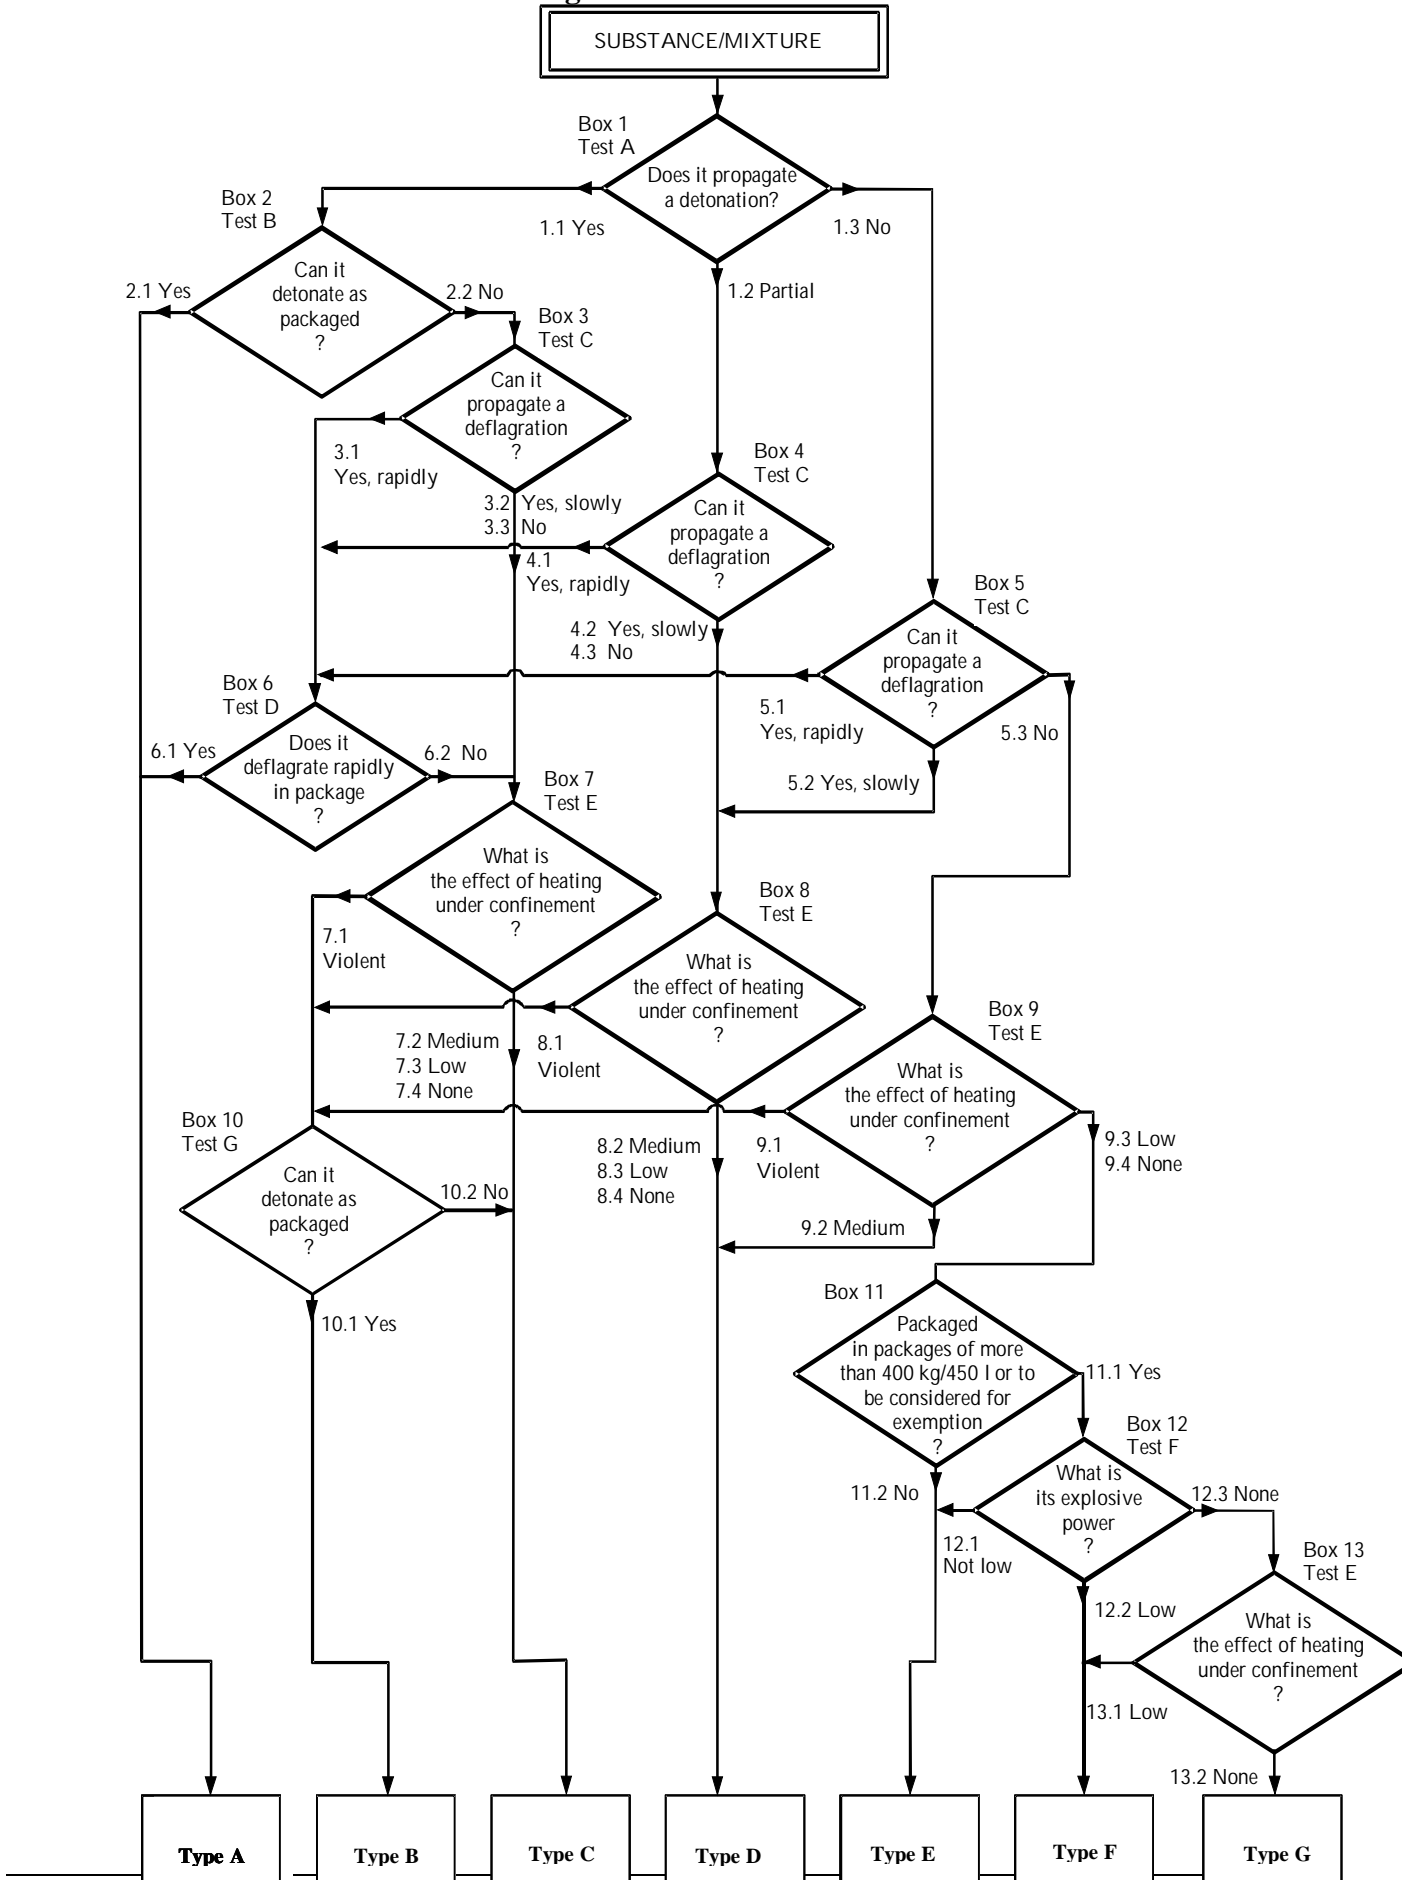 g
SUBSTANCE/MIXTURE
Box 1
Test A
Does it propagate
a detonation?
1.1 Yes
1.3 No
1.2 Partial
Box 2
Test B
Can it
detonate as
packaged
?
2.1 Yes
2.2 No
Box 3
Test C
Can it
propagate a
deflagration
?
3.1
Yes, rapidly
3.2 Yes, slowly
3.3 No
Box 4
Test C
Can it
propagate a
deflagration
?
4.1
Yes, rapidly
4.2 Yes, slowly
4.3 No
Box 5
Test C
Can it
propagate a
deflagration
?
5.1
Yes, rapidly
5.3 No
5.2 Yes, slowly
Box 6
Test D
Does it
deflagrate rapidly
in package
?
6.1 Yes
6.2 No
Box 7
Test E
What is
the effect of heating
under confinement
?
7.1
Violent
7.2 Medium
7.3 Low
7.4 None
Box 8
Test E
What is
the effect of heating
under confinement
?
8.1
Violent
8.2 Medium
8.3 Low
8.4 None
Box 9
Test E
What is
the effect of heating
under confinement
?
9.1
Violent
9.3 Low
9.4 None
9.2 Medium
Box 10
Test G
Can it
detonate as
packaged
?
10.2 No
10.1 Yes
Box 11
Packaged
in packages of more
than 400 kg/450 l or to
be considered for
exemption
?
11.1 Yes
11.2 No
Box 12
Test F
What is
its explosive
power
?
12.3 None
12.1
Not low
12.2 Low
Box 13
Test E
What is
the effect of heating
under confinement
?
13.1 Low
13.2 None
Type A
Type B
Type C
Type D
Type E
Type F
Type G